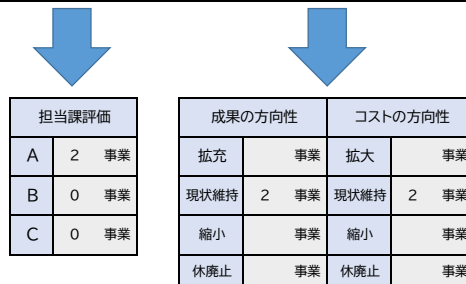 担当課評価
A 2 事業
B 0 事業
C 0 事業
成果の方向性 コストの方向性
拡充 事業 拡大 事業
現状維持 2 事業 現状維持 2 事業
縮小 事業 縮小 事業
休廃止 事業 休廃止 事業